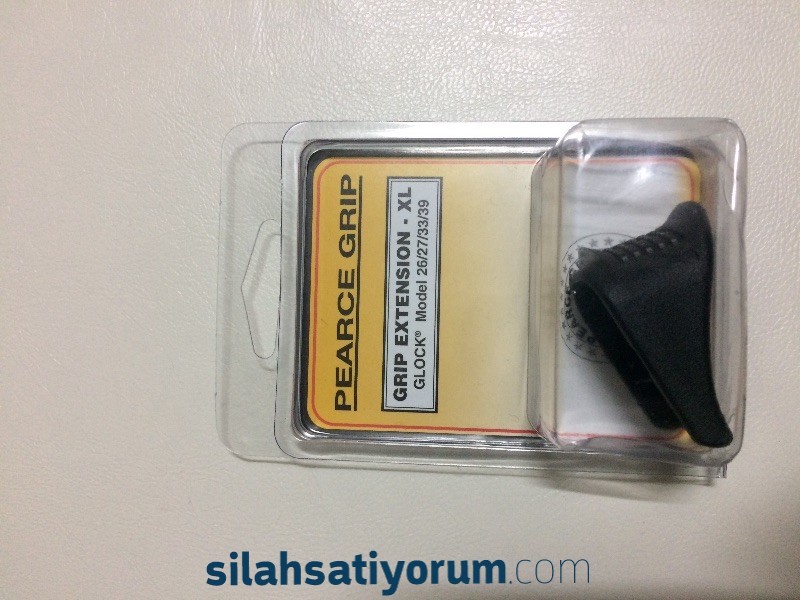 PEARCE GRIP
GRIP EXTENSION - XL
GLOCK® Model 26/27/33/39
silahsatiyorum.com